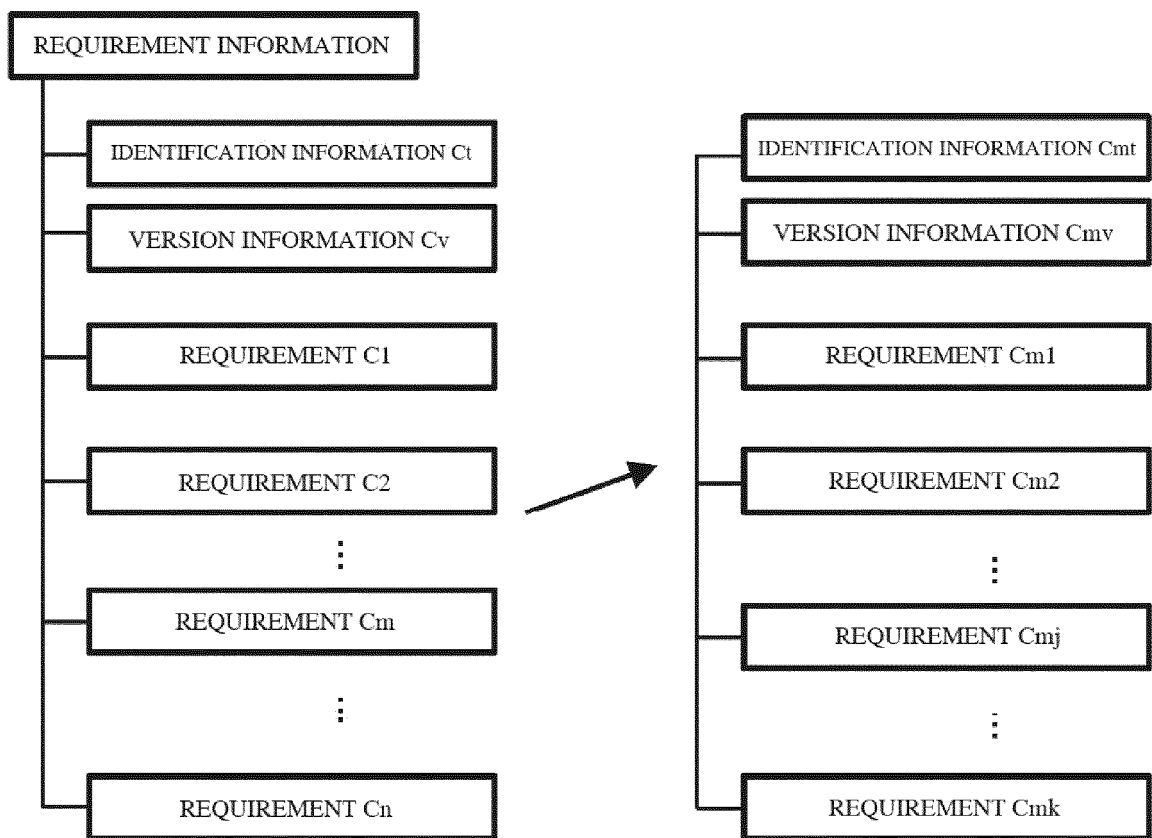 REQUIREMENT INFORMATION
IDENTIFICATION INFORMATION Ct
VERSION INFORMATION Cv
REQUIREMENT C1
REQUIREMENT C2
⋮
REQUIREMENT Cm
⋮
REQUIREMENT Cn
IDENTIFICATION INFORMATION Cmt
VERSION INFORMATION Cmv
REQUIREMENT Cm1
REQUIREMENT Cm2
⋮
REQUIREMENT Cmj
⋮
REQUIREMENT Cmk